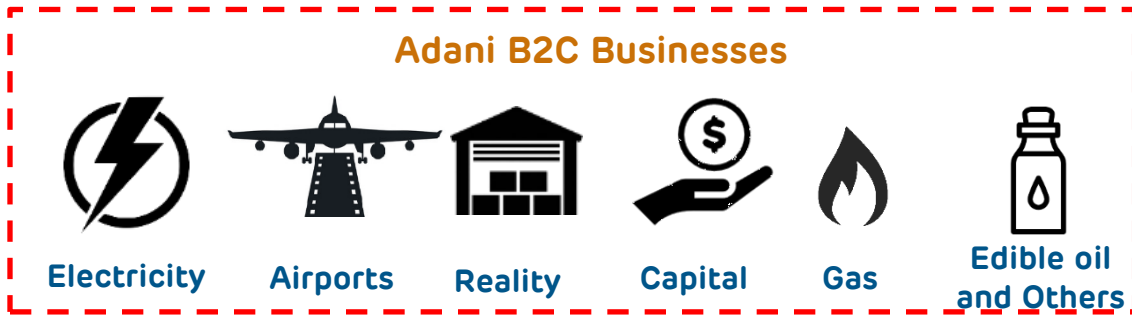 Adani B2C Businesses
Electricity
Airports
Reality
Capital
Gas
Edible oil
and Others